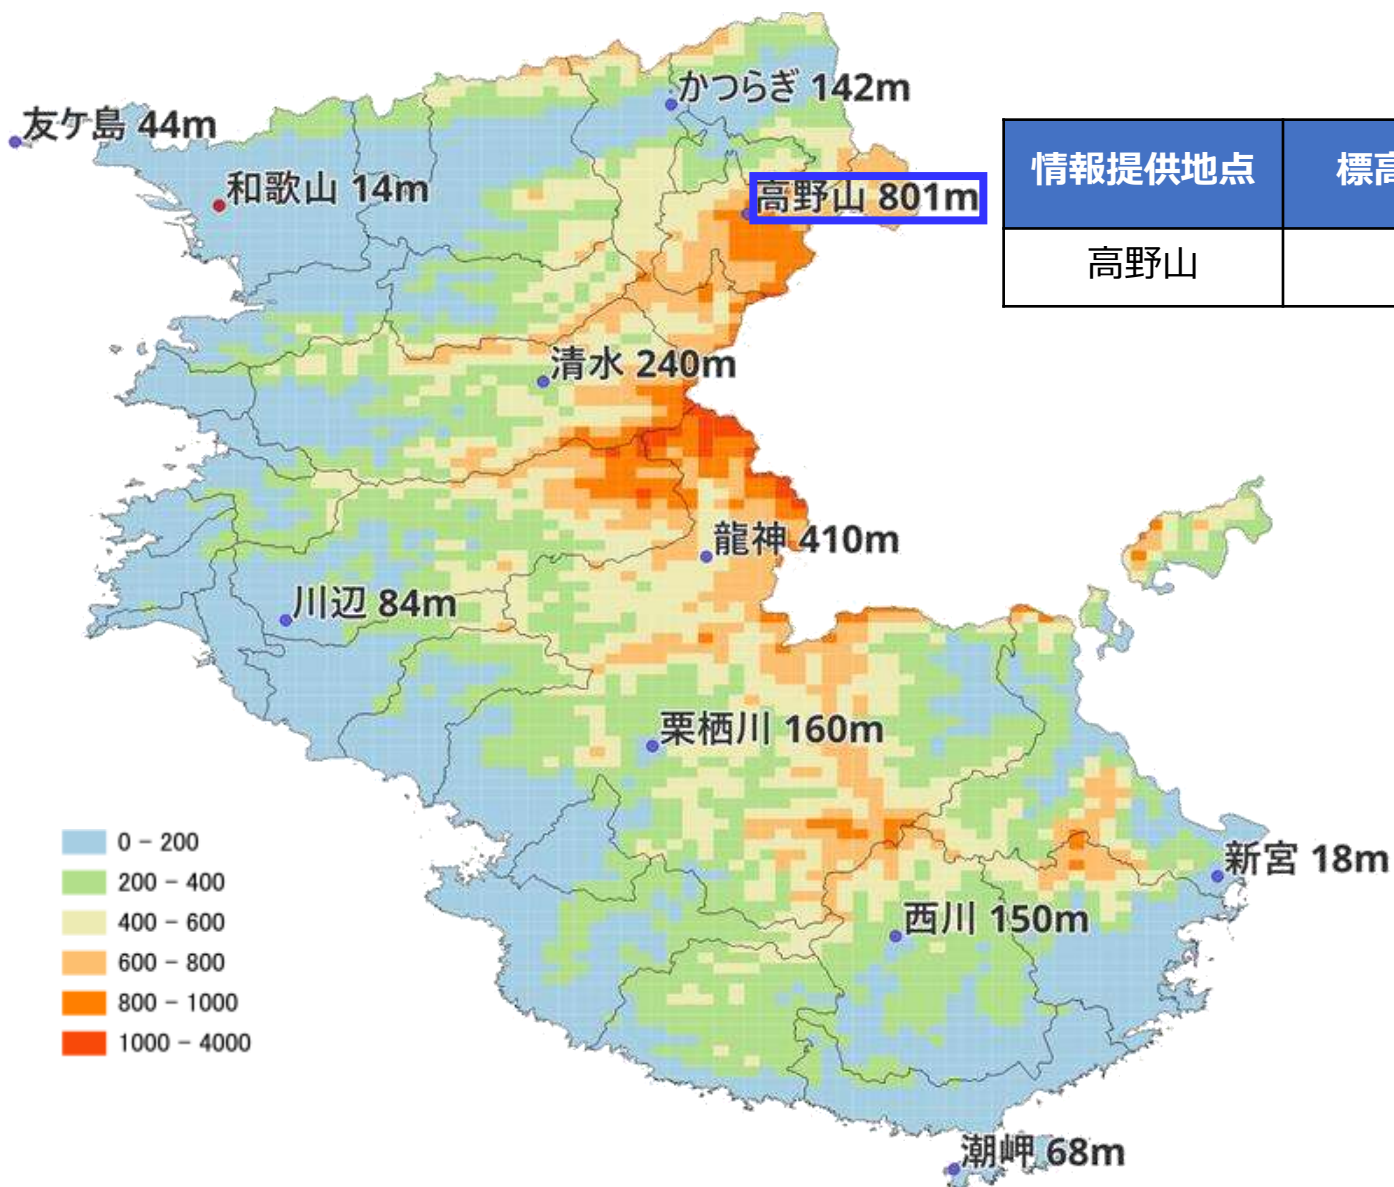 かつらぎ 142m
友ケ島 44m
和歌山 14m
高野山 801m
情報提供地点 標高
高野山
清水 240m
龍神 410m
川辺 84m
栗栖川 160m
新宮 18m
西川 150m
潮岬 68m
0 - 200
200 - 400
400 - 600
600 - 800
800 - 1000
1000 - 4000